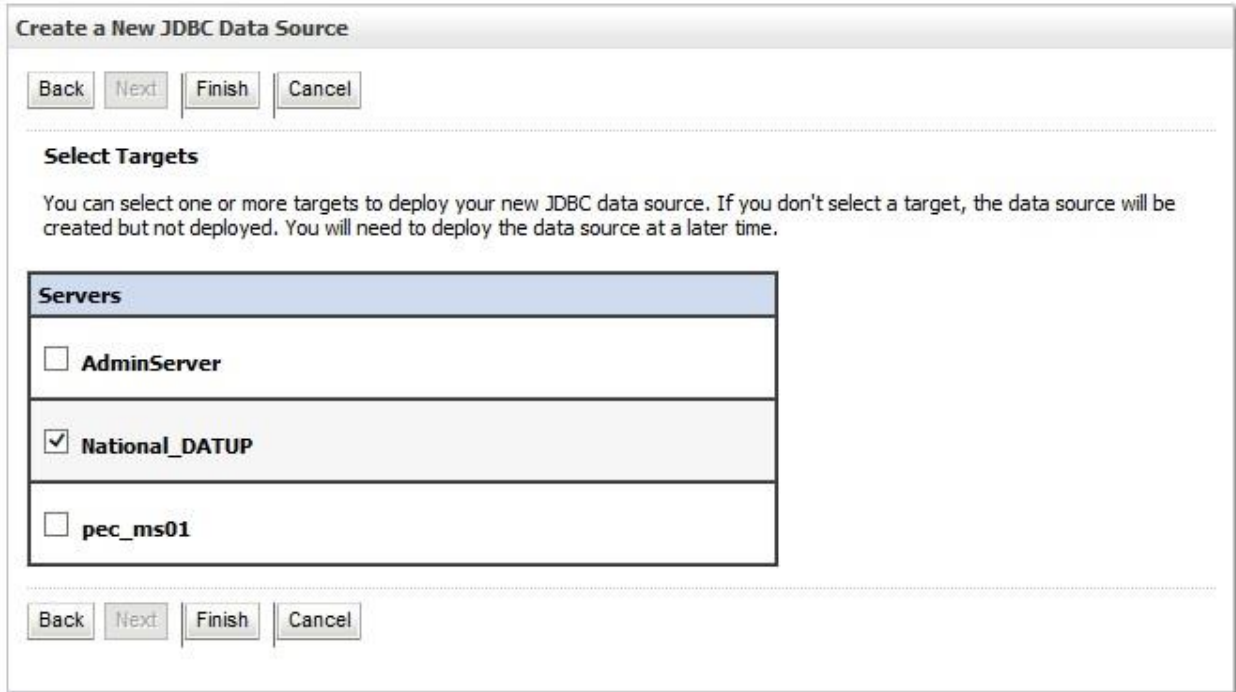 Create a New JDBC Data Source
Back Next Finish Cancel
Select Targets
You can select one or more targets to deploy your new JDBC data source. If you don't select a target, the data source will be
created but not deployed. You will need to deploy the data source at a later time.
Servers
AdminServer
National_DATUP
pec_ms01
Back Next Finish Cancel